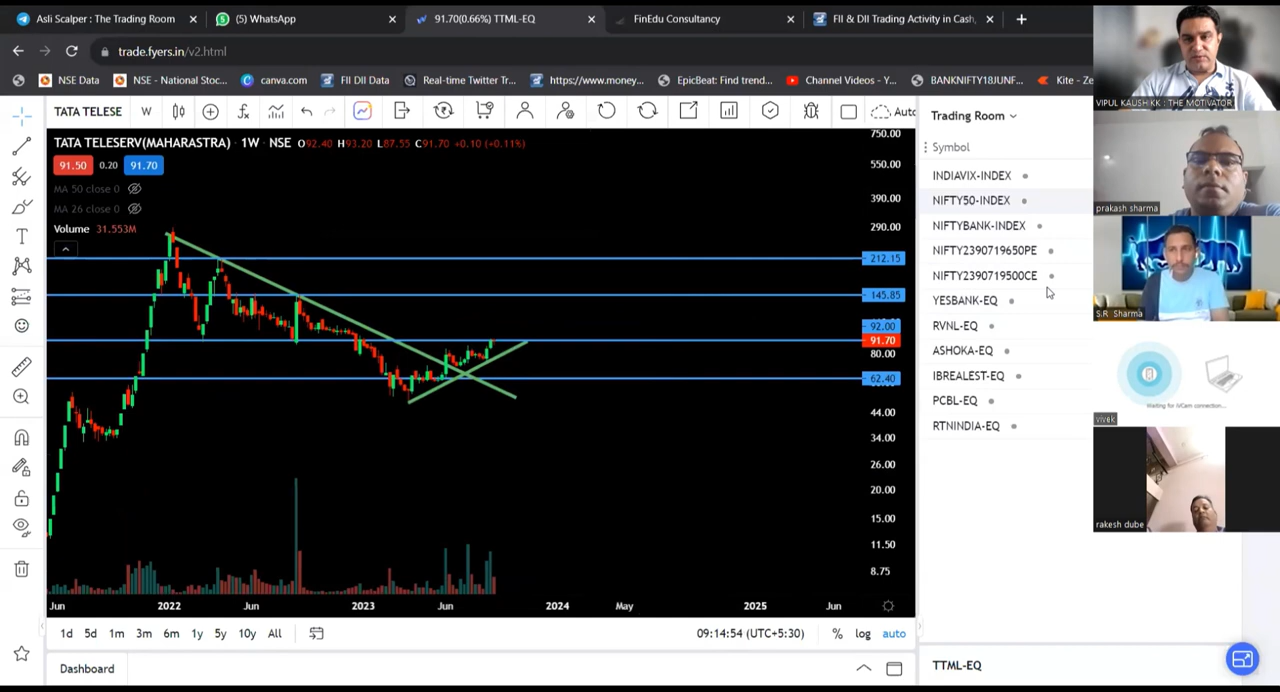 Asli Scalper : The Trading Room
(5) WhatsApp
91.70(0.66%) TTML-EQ
FinEdu Consultancy
FII & DII Trading Activity in Cash,
trade.fyers.in/v2.html
NSE Data
NSE - National Stoc...
canva.com
FII DII Data
Real-time Twitter Tr...
https://www.money...
EpicBeat: Find trend...
Channel Videos - Y...
BANKNIFTY18JUNF...
Kite - Ze
TATA TELESE
W
Auto
TATA TELESERV(MAHARASTRA) · 1W · NSE O92.40 H93.20 L87.55 C91.70 +0.10 (+0.11%)
91.50 0.20 91.70
MA 50 close 0
MA 26 close 0
Volume 31.553M
750.00
550.00
390.00
290.00
212.15
145.85
92.00
91.70
80.00
62.40
44.00
34.00
26.00
20.00
15.00
11.50
8.75
Jun 2022 Jun 2023 Jun 2024 May 2025 Jun
1d 5d 1m 3m 6m 1y 5y 10y All
09:14:54 (UTC+5:30) % log auto
Dashboard
Trading Room
Symbol
INDIAVIX-INDEX
NIFTY50-INDEX
NIFTYBANK-INDEX
NIFTY2390719650PE
NIFTY2390719500CE
YESBANK-EQ
RVNL-EQ
ASHOKA-EQ
IBREALEST-EQ
PCBL-EQ
RTNINDIA-EQ
TTML-EQ
VIPUL KAUSH KK : THE MOTIVATOR
prakash sharma
S.R Sharma
Waiting for iVCam connection...
vivek
rakesh dube